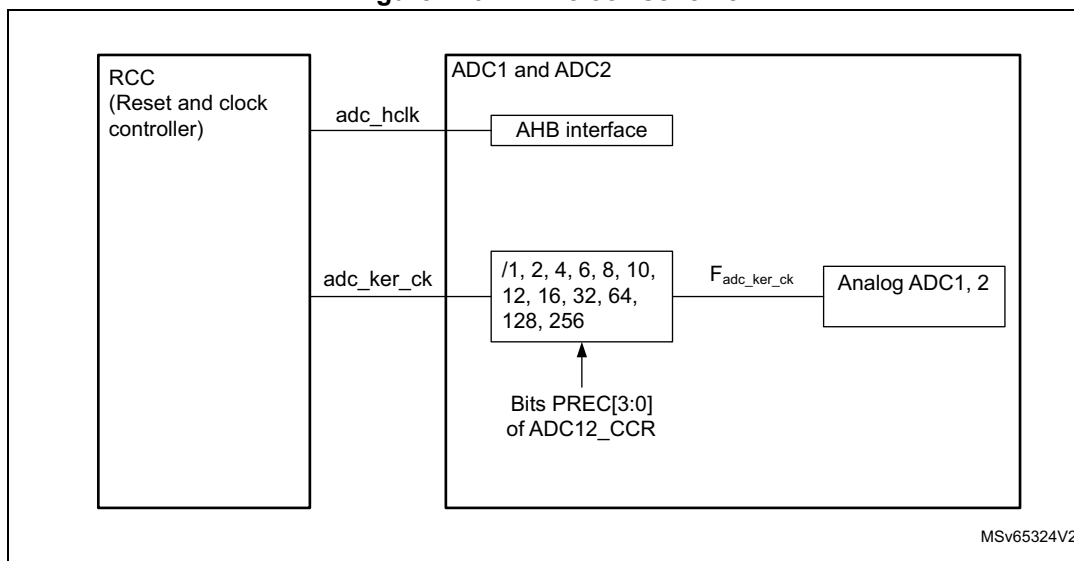 RCC
(Reset and clock
controller)
adc_hclk
adc_ker_ck
ADC1 and ADC2
AHB interface
/1, 2, 4, 6, 8, 10,
12, 16, 32, 64,
128, 256
Bits PREC[3:0]
of ADC12_CCR
Fadc_ker_ck
Analog ADC1, 2
MSv65324V2